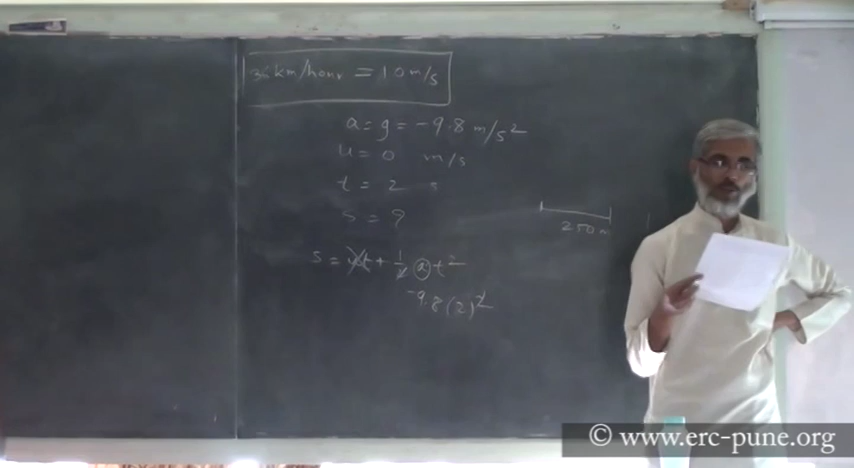 36 km/hour = 10 m/s
a = g = -9.8 m/s²
u = 0 m/s
t = 2 s
s = ?
250 m
s = ut + 1/2 a t²
-9.8 (2)²
© www.erc-pune.org